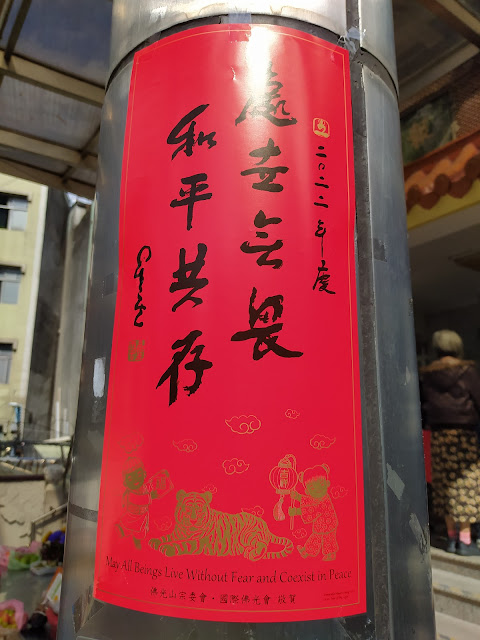 二〇二二年度
處世無畏
和平共存
May All Beings Live Without Fear and Coexist in Peace
佛光山宗委會・國際佛光會 敬賀